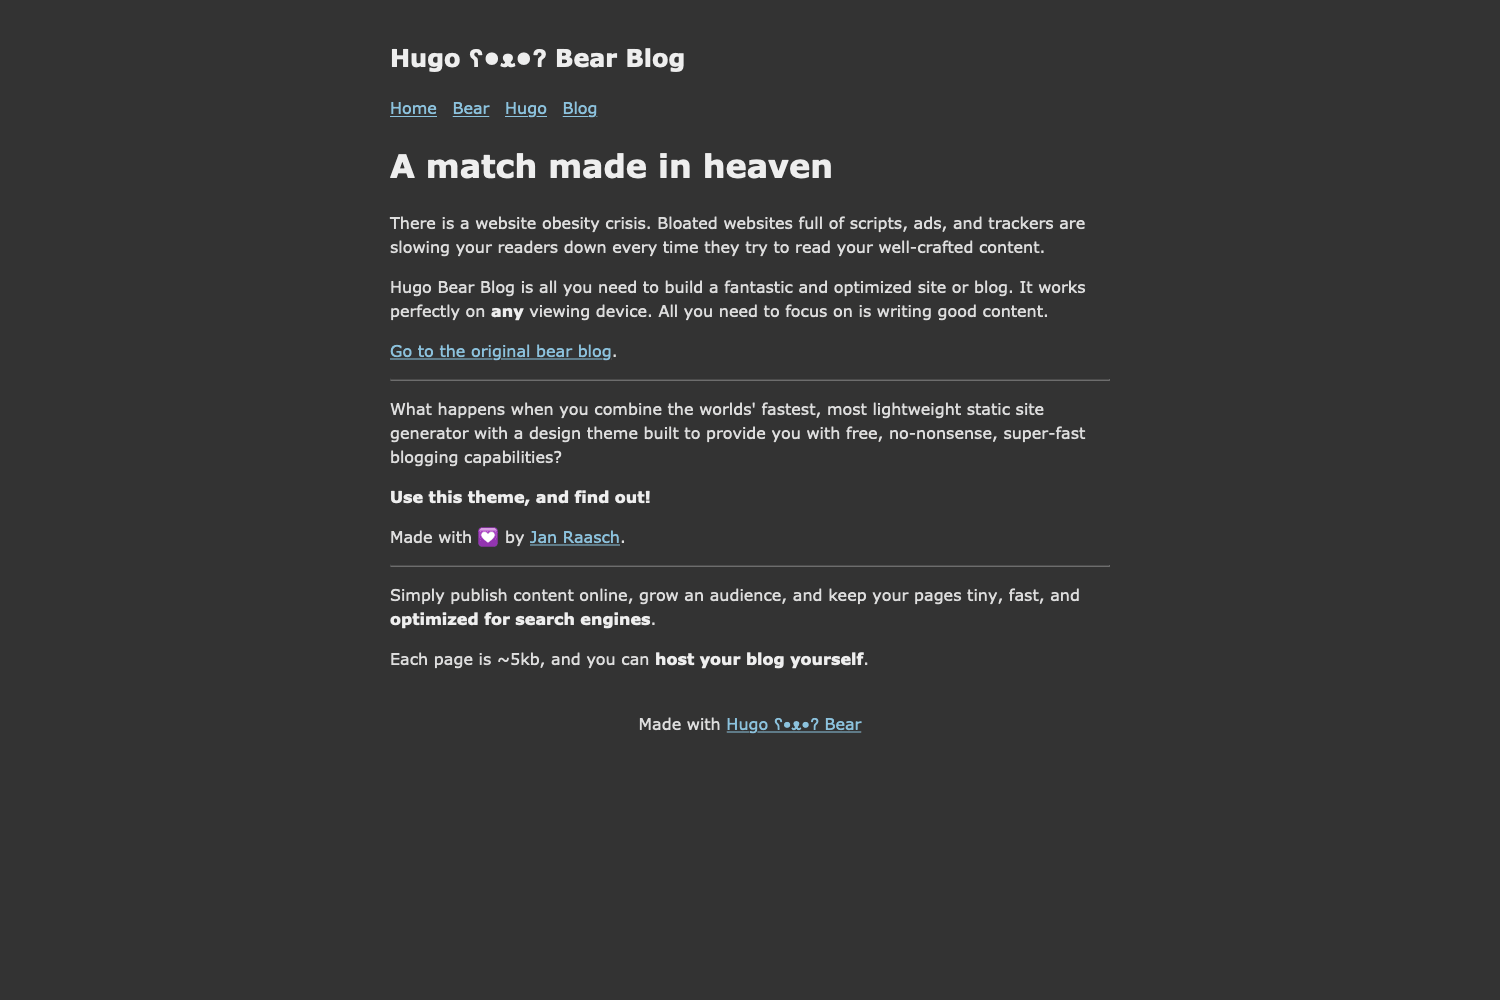 Hugo ʕ•ᴥ•ʔ Bear Blog
Home Bear Hugo Blog
A match made in heaven
There is a website obesity crisis. Bloated websites full of scripts, ads, and trackers are
slowing your readers down every time they try to read your well-crafted content.
Hugo Bear Blog is all you need to build a fantastic and optimized site or blog. It works
perfectly on any viewing device. All you need to focus on is writing good content.
Go to the original bear blog.
What happens when you combine the worlds' fastest, most lightweight static site
generator with a design theme built to provide you with free, no-nonsense, super-fast
blogging capabilities?
Use this theme, and find out!
Made with 💟 by Jan Raasch.
Simply publish content online, grow an audience, and keep your pages tiny, fast, and
optimized for search engines.
Each page is ~5kb, and you can host your blog yourself.
Made with Hugo ʕ•ᴥ•ʔ Bear